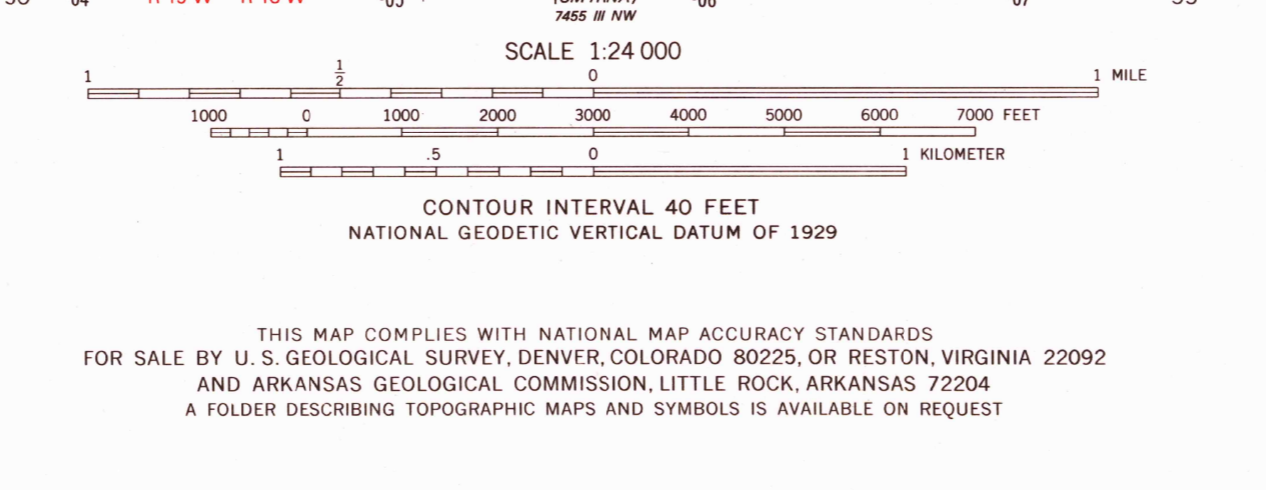 7455 III NW
SCALE 1:24 000
1 1/2 0 1 MILE
1000 0 1000 2000 3000 4000 5000 6000 7000 FEET
1 .5 0 1 KILOMETER
CONTOUR INTERVAL 40 FEET
NATIONAL GEODETIC VERTICAL DATUM OF 1929
THIS MAP COMPLIES WITH NATIONAL MAP ACCURACY STANDARDS
FOR SALE BY U. S. GEOLOGICAL SURVEY, DENVER, COLORADO 80225, OR RESTON, VIRGINIA 22092
AND ARKANSAS GEOLOGICAL COMMISSION, LITTLE ROCK, ARKANSAS 72204
A FOLDER DESCRIBING TOPOGRAPHIC MAPS AND SYMBOLS IS AVAILABLE ON REQUEST